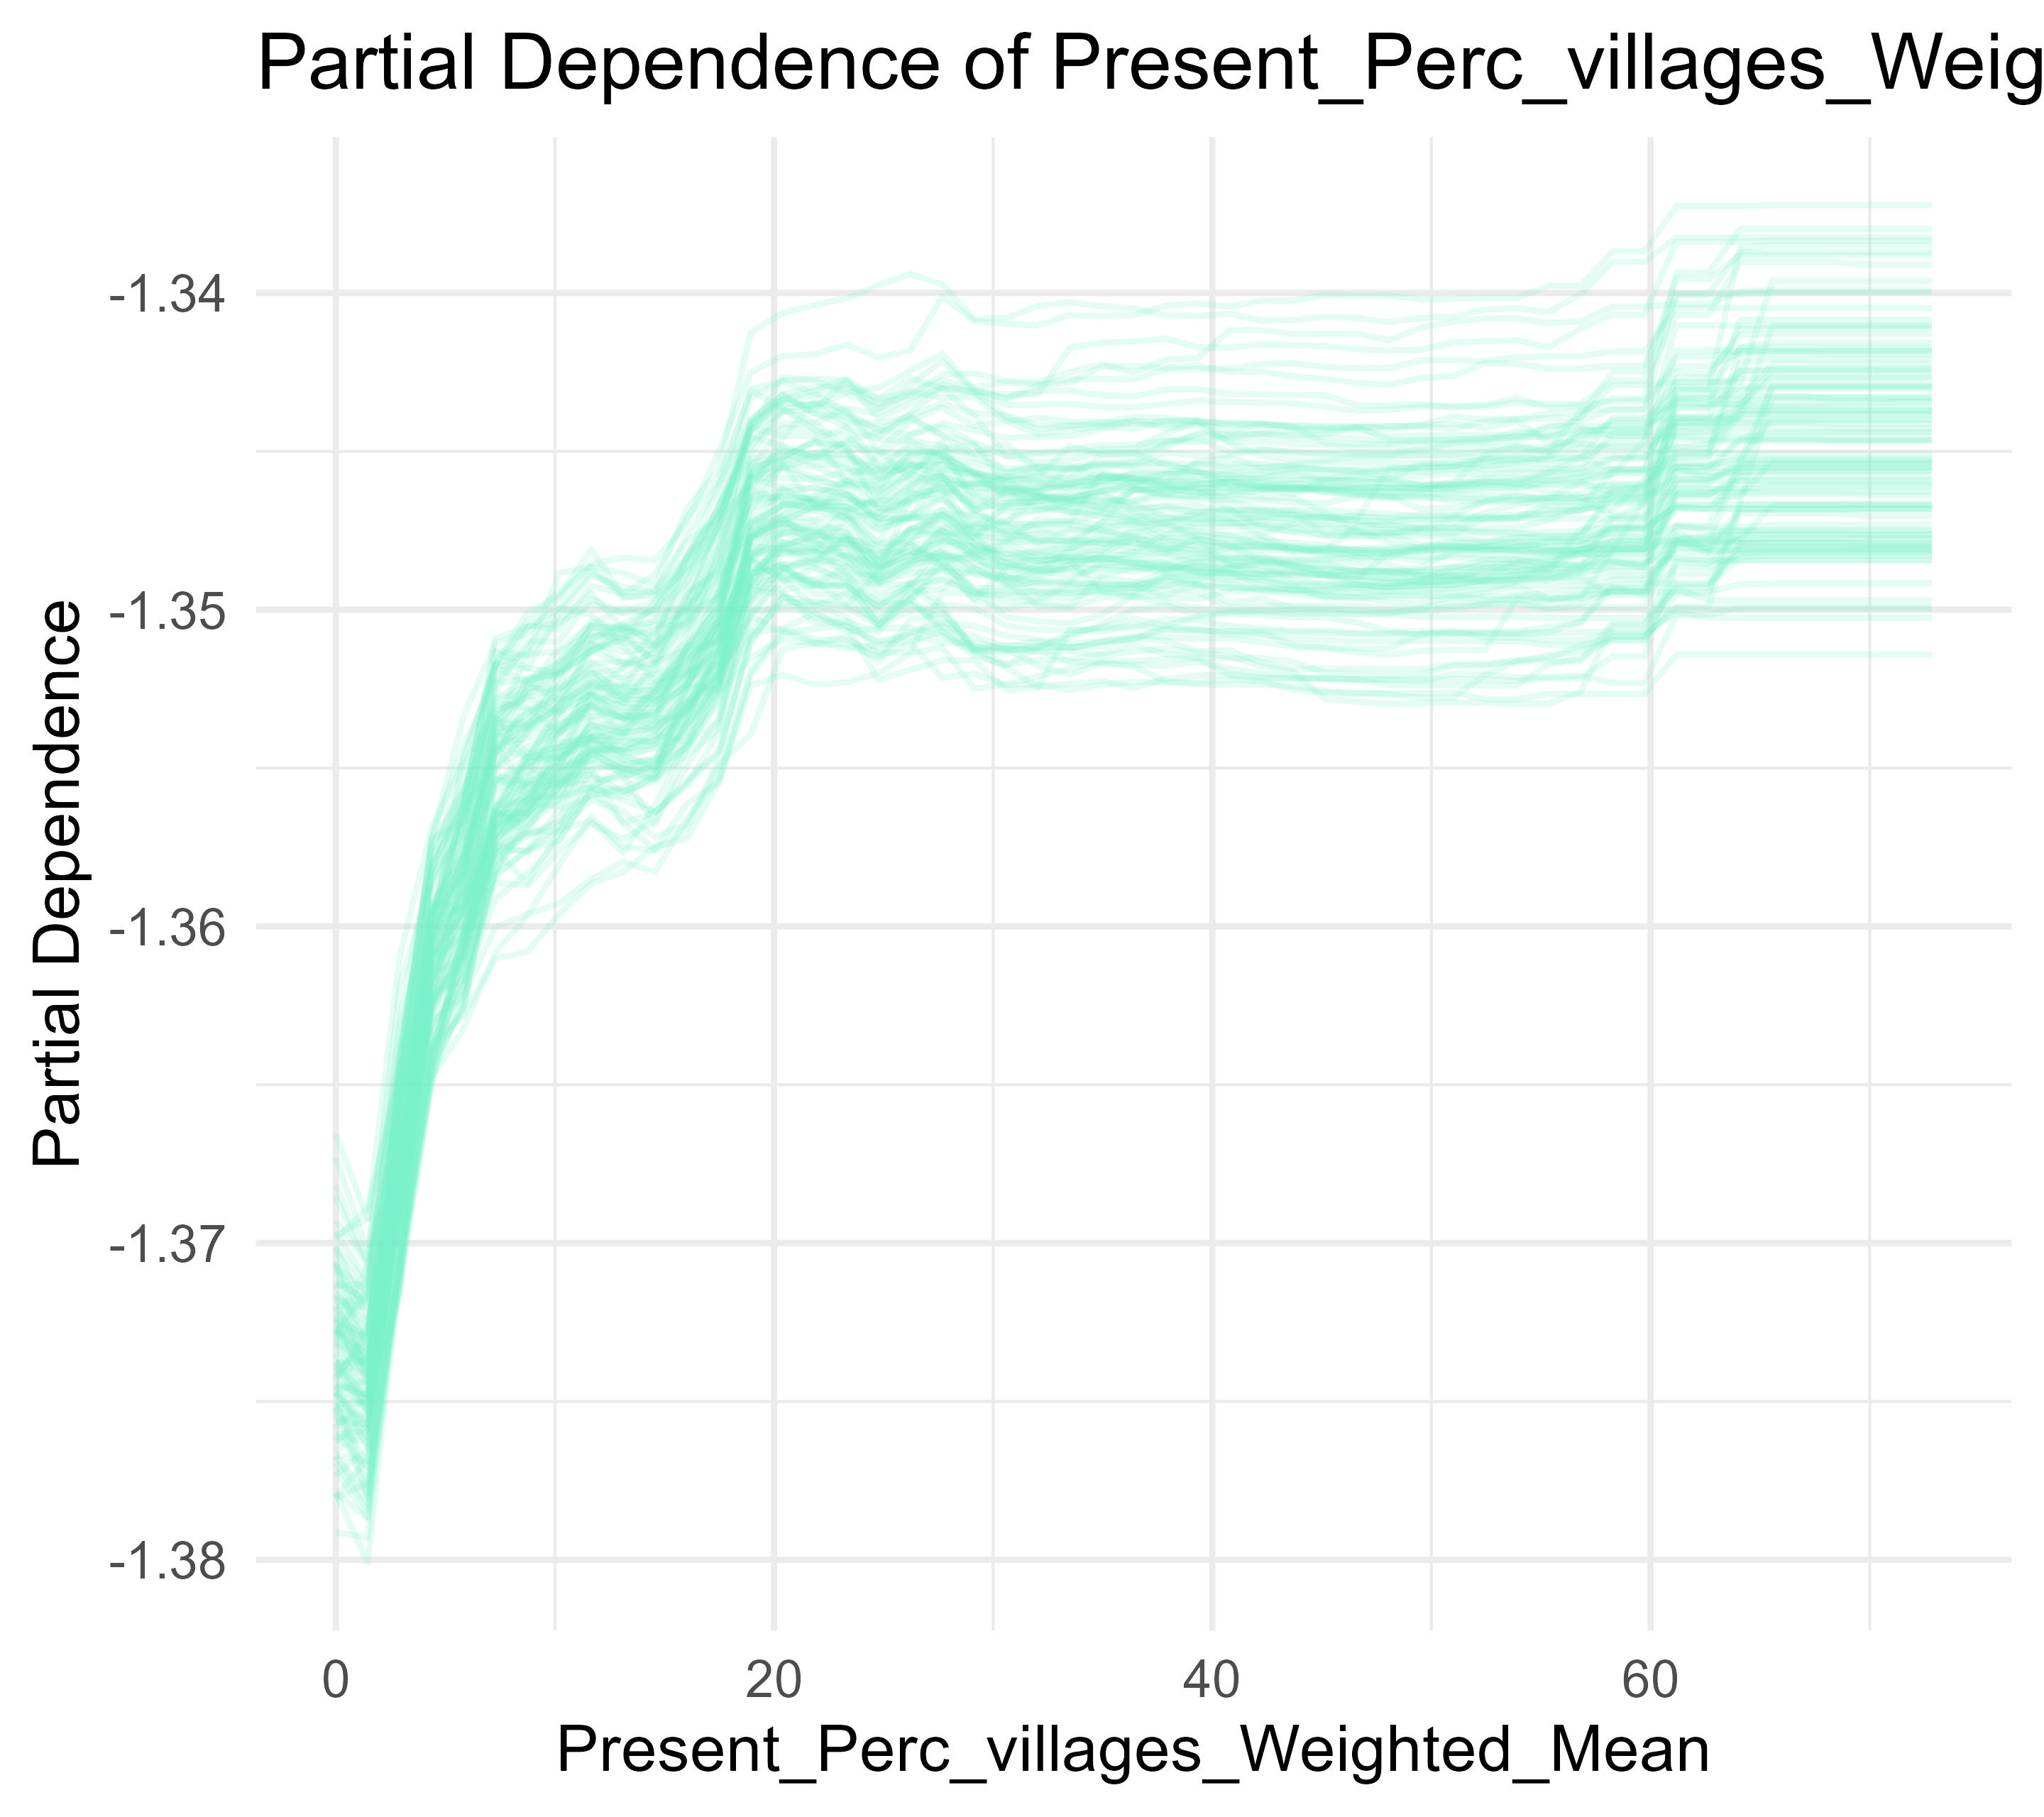 Partial Dependence of Present_Perc_villages_Weig
Partial Dependence
-1.34
-1.35
-1.36
-1.37
-1.38
0 20 40 60
Present_Perc_villages_Weighted_Mean